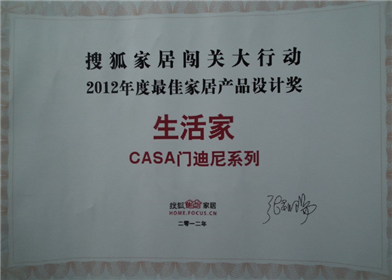 搜狐家居闯关大行动
2012年度最佳家居产品设计奖
生活家
CASA门迪尼系列
搜狐焦点家居
HOME.FOCUS.CN
二零一二年